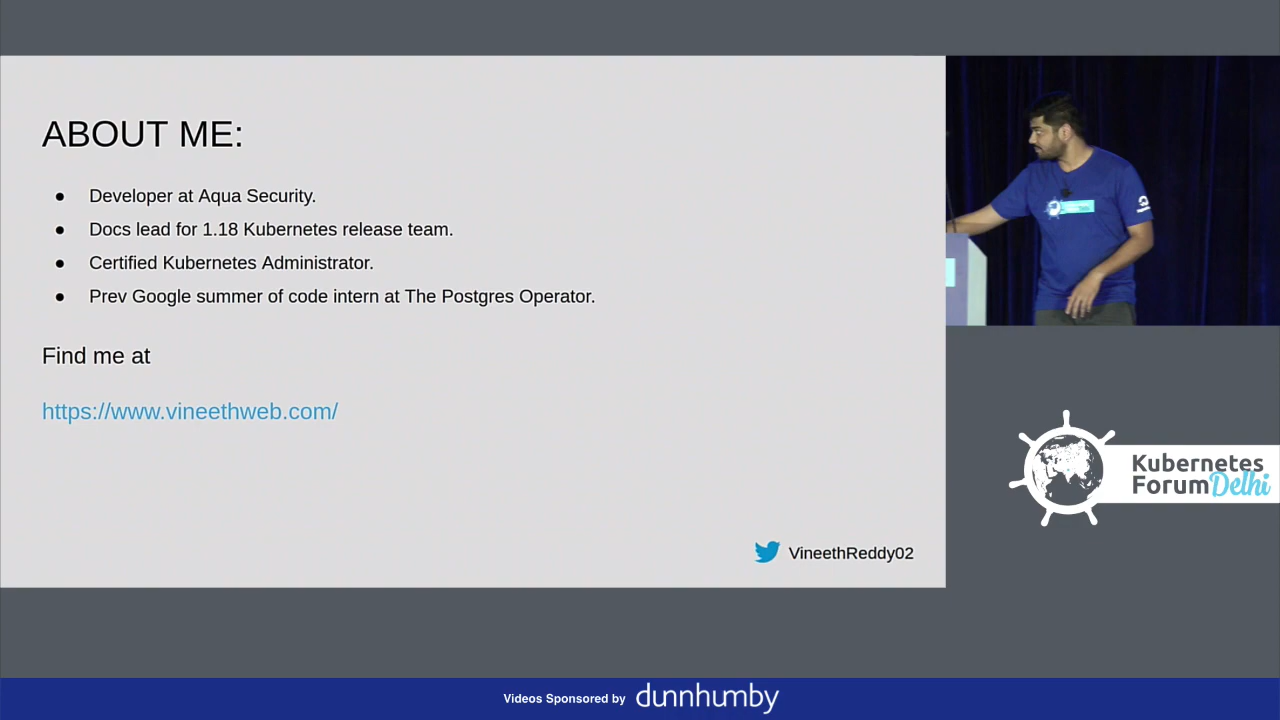 ABOUT ME:
● Developer at Aqua Security.
● Docs lead for 1.18 Kubernetes release team.
● Certified Kubernetes Administrator.
● Prev Google summer of code intern at The Postgres Operator.
Find me at
https://www.vineethweb.com/
VineethReddy02
Kubernetes
Forum Delhi
Videos Sponsored by dunnhumby